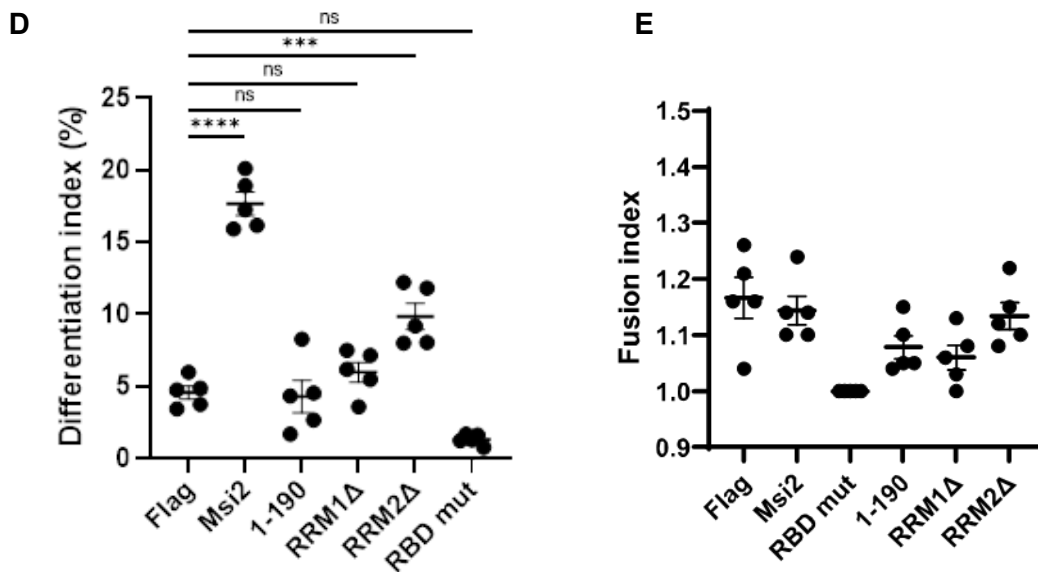 D
ns
***
ns
ns
****
Differentiation index (%)
25
20
15
10
5
0
Flag
Msi2
1-190
RRM1Δ
RRM2Δ
RBD mut
E
Fusion index
1.5
1.4
1.3
1.2
1.1
1.0
0.9
Flag
Msi2
RBD mut
1-190
RRM1Δ
RRM2Δ